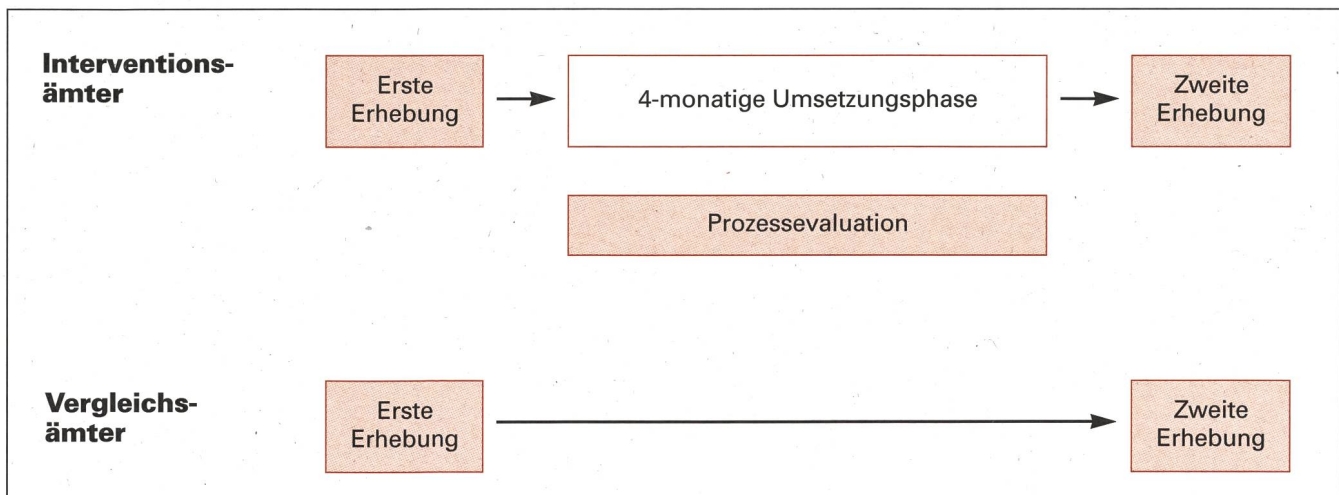 Interventions-
ämter
Erste
Erhebung
4-monatige Umsetzungsphase
Zweite
Erhebung
Prozessevaluation
Vergleichs-
ämter
Erste
Erhebung
Zweite
Erhebung